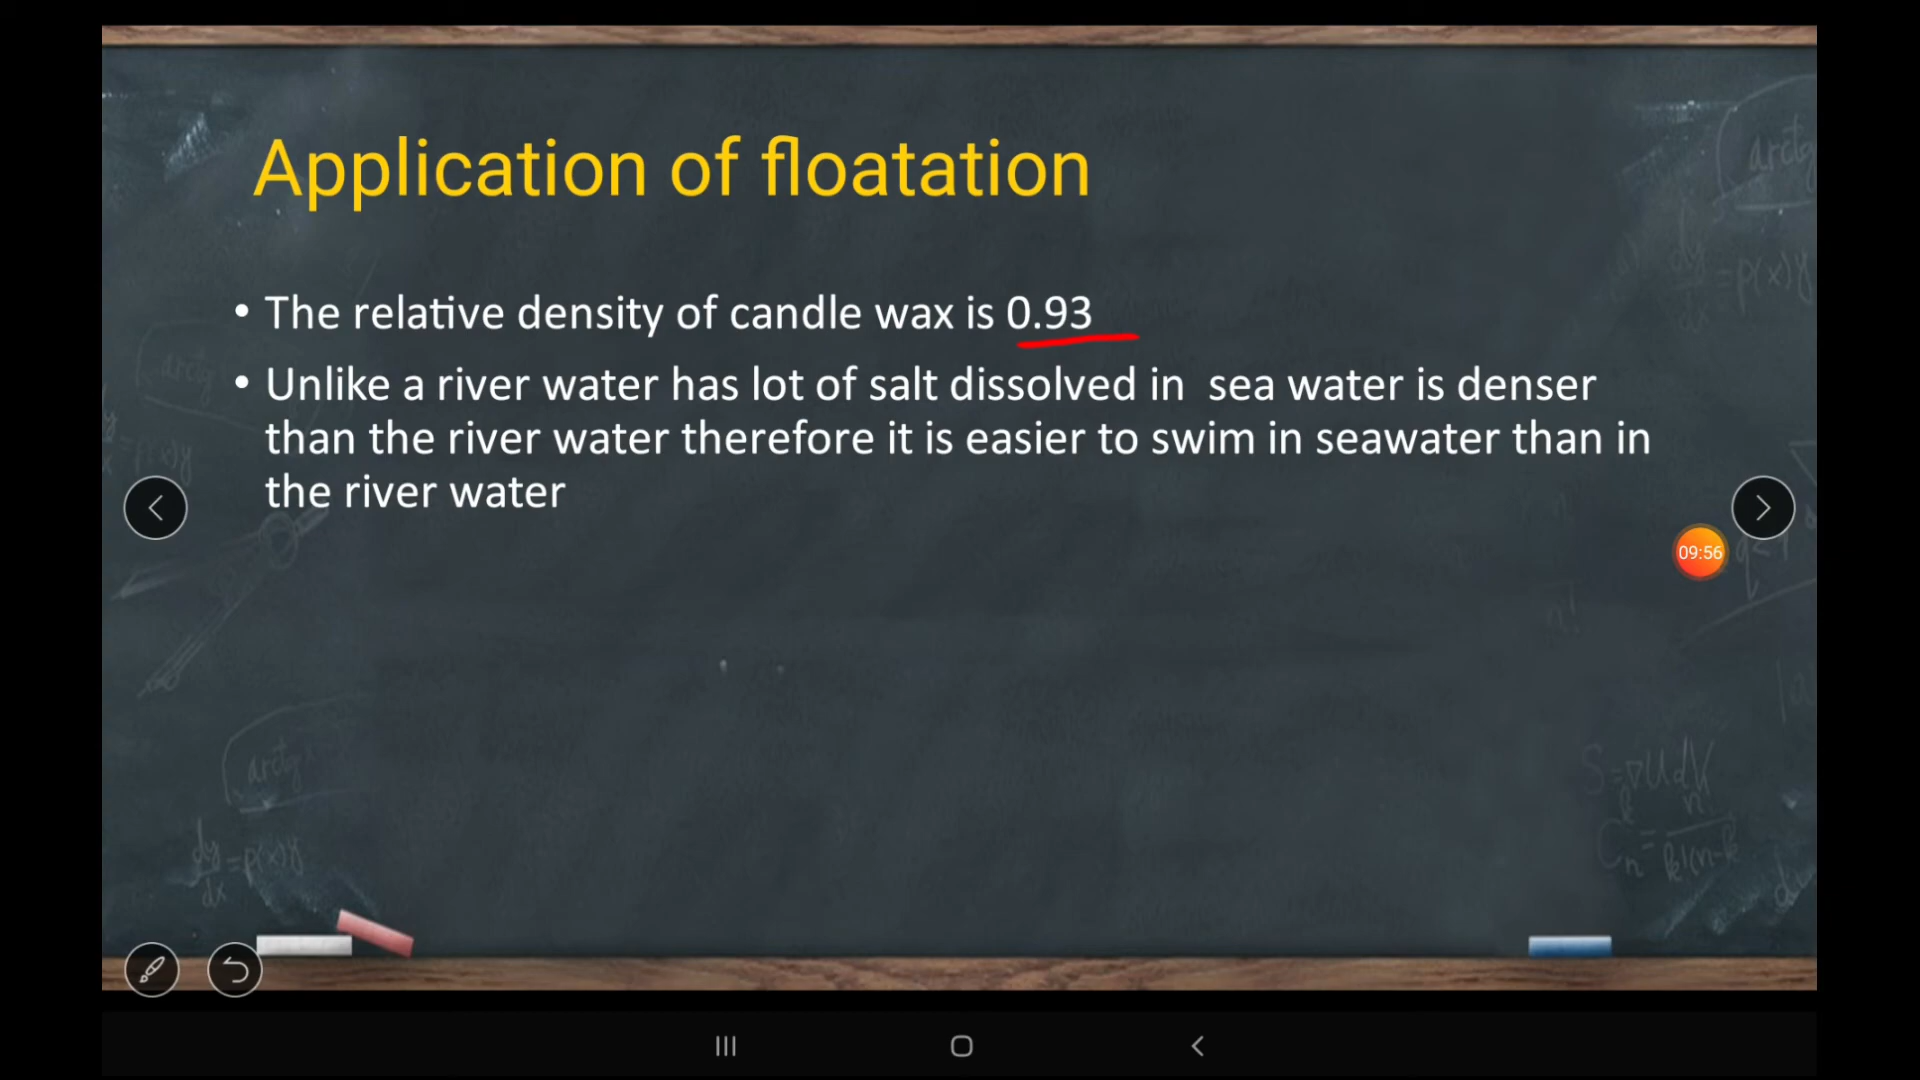 Application of floatation
• The relative density of candle wax is 0.93
• Unlike a river water has lot of salt dissolved in  sea water is denser
than the river water therefore it is easier to swim in seawater than in
the river water
09:56